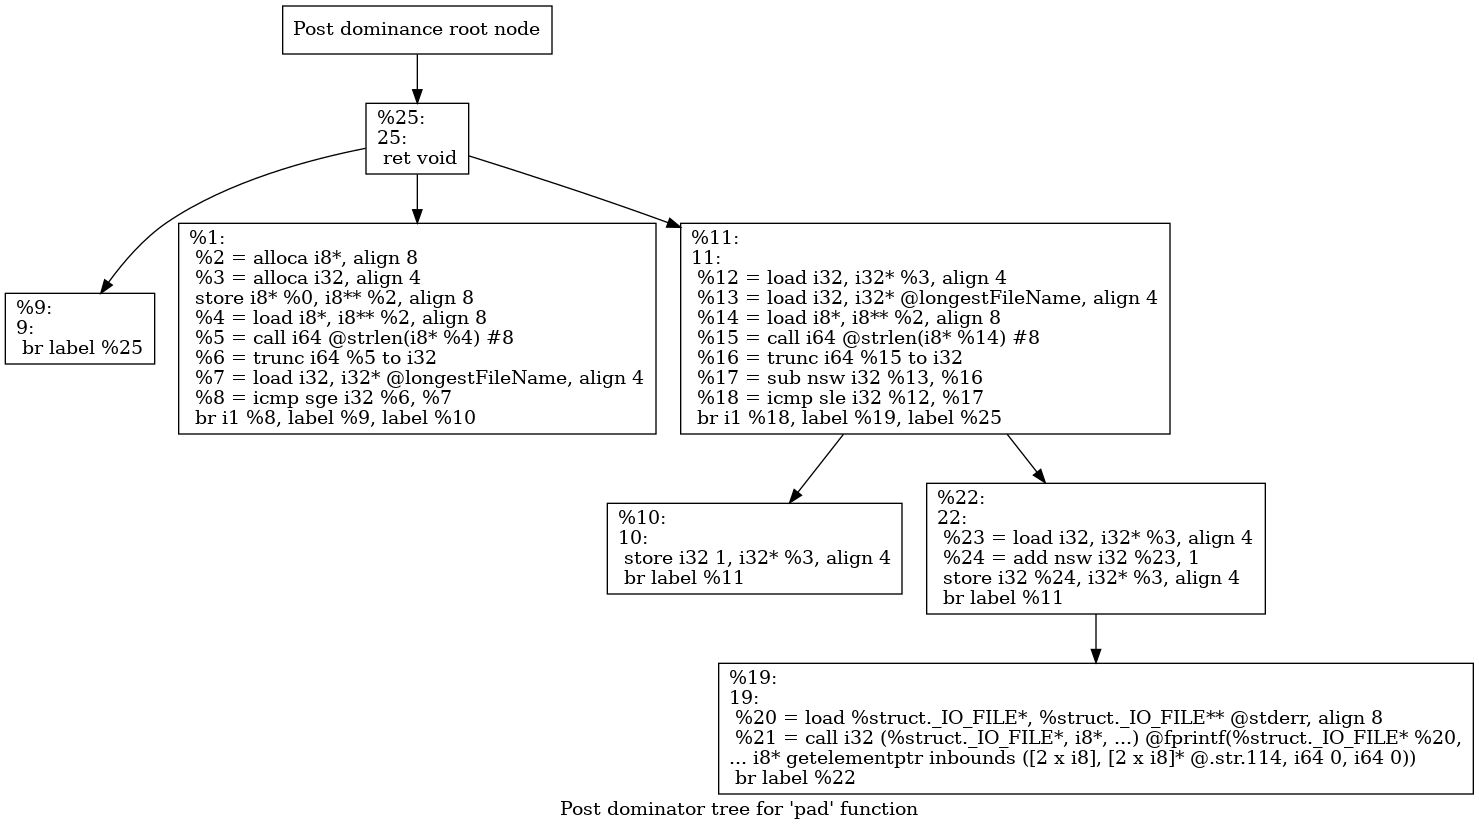 Post dominance root node
%25:
25:
ret void
%9:
9:
br label %25
%1:
%2 = alloca i8*, align 8
%3 = alloca i32, align 4
store i8* %0, i8** %2, align 8
%4 = load i8*, i8** %2, align 8
%5 = call i64 @strlen(i8* %4) #8
%6 = trunc i64 %5 to i32
%7 = load i32, i32* @longestFileName, align 4
%8 = icmp sge i32 %6, %7
br i1 %8, label %9, label %10
%11:
11:
%12 = load i32, i32* %3, align 4
%13 = load i32, i32* @longestFileName, align 4
%14 = load i8*, i8** %2, align 8
%15 = call i64 @strlen(i8* %14) #8
%16 = trunc i64 %15 to i32
%17 = sub nsw i32 %13, %16
%18 = icmp sle i32 %12, %17
br i1 %18, label %19, label %25
%10:
10:
store i32 1, i32* %3, align 4
br label %11
%22:
22:
%23 = load i32, i32* %3, align 4
%24 = add nsw i32 %23, 1
store i32 %24, i32* %3, align 4
br label %11
%19:
19:
%20 = load %struct._IO_FILE*, %struct._IO_FILE** @stderr, align 8
%21 = call i32 (%struct._IO_FILE*, i8*, ...) @fprintf(%struct._IO_FILE* %20,
... i8* getelementptr inbounds ([2 x i8], [2 x i8]* @.str.114, i64 0, i64 0))
br label %22
Post dominator tree for 'pad' function